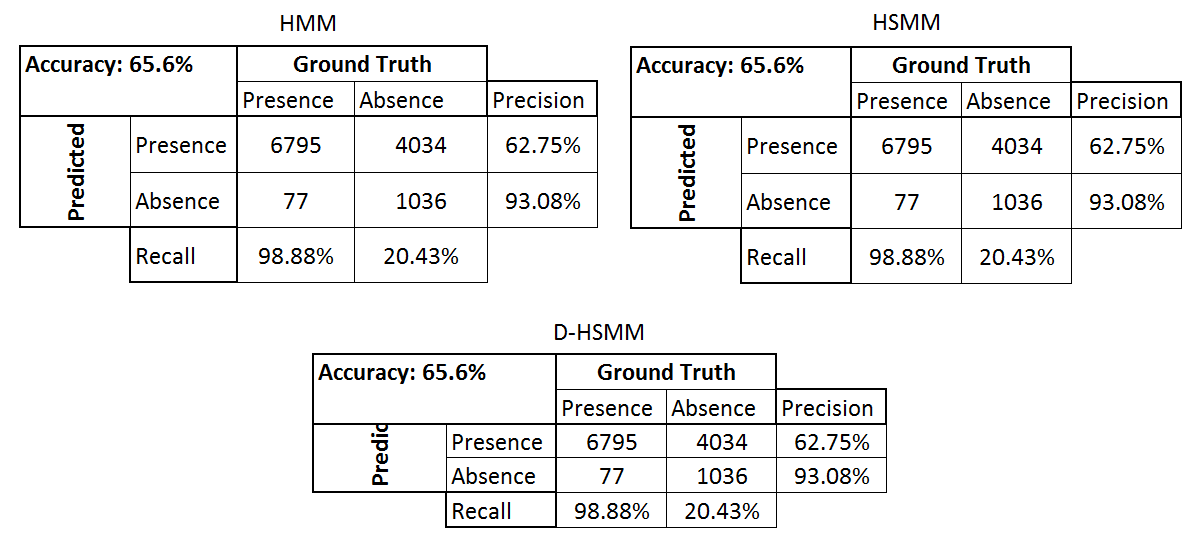 HMM
Accuracy: 65.6% Ground Truth
Presence Absence Precision
Predicted
Presence 6795 4034 62.75%
Absence 77 1036 93.08%
Recall 98.88% 20.43%
HSMM
Accuracy: 65.6% Ground Truth
Presence Absence Precision
Predicted
Presence 6795 4034 62.75%
Absence 77 1036 93.08%
Recall 98.88% 20.43%
D-HSMM
Accuracy: 65.6% Ground Truth
Presence Absence Precision
Predic
Presence 6795 4034 62.75%
Absence 77 1036 93.08%
Recall 98.88% 20.43%